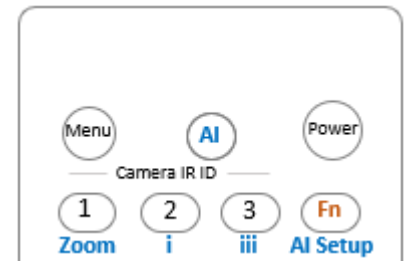 Menu AI Power
Camera IR ID
1 2 3 Fn
Zoom i iii AI Setup